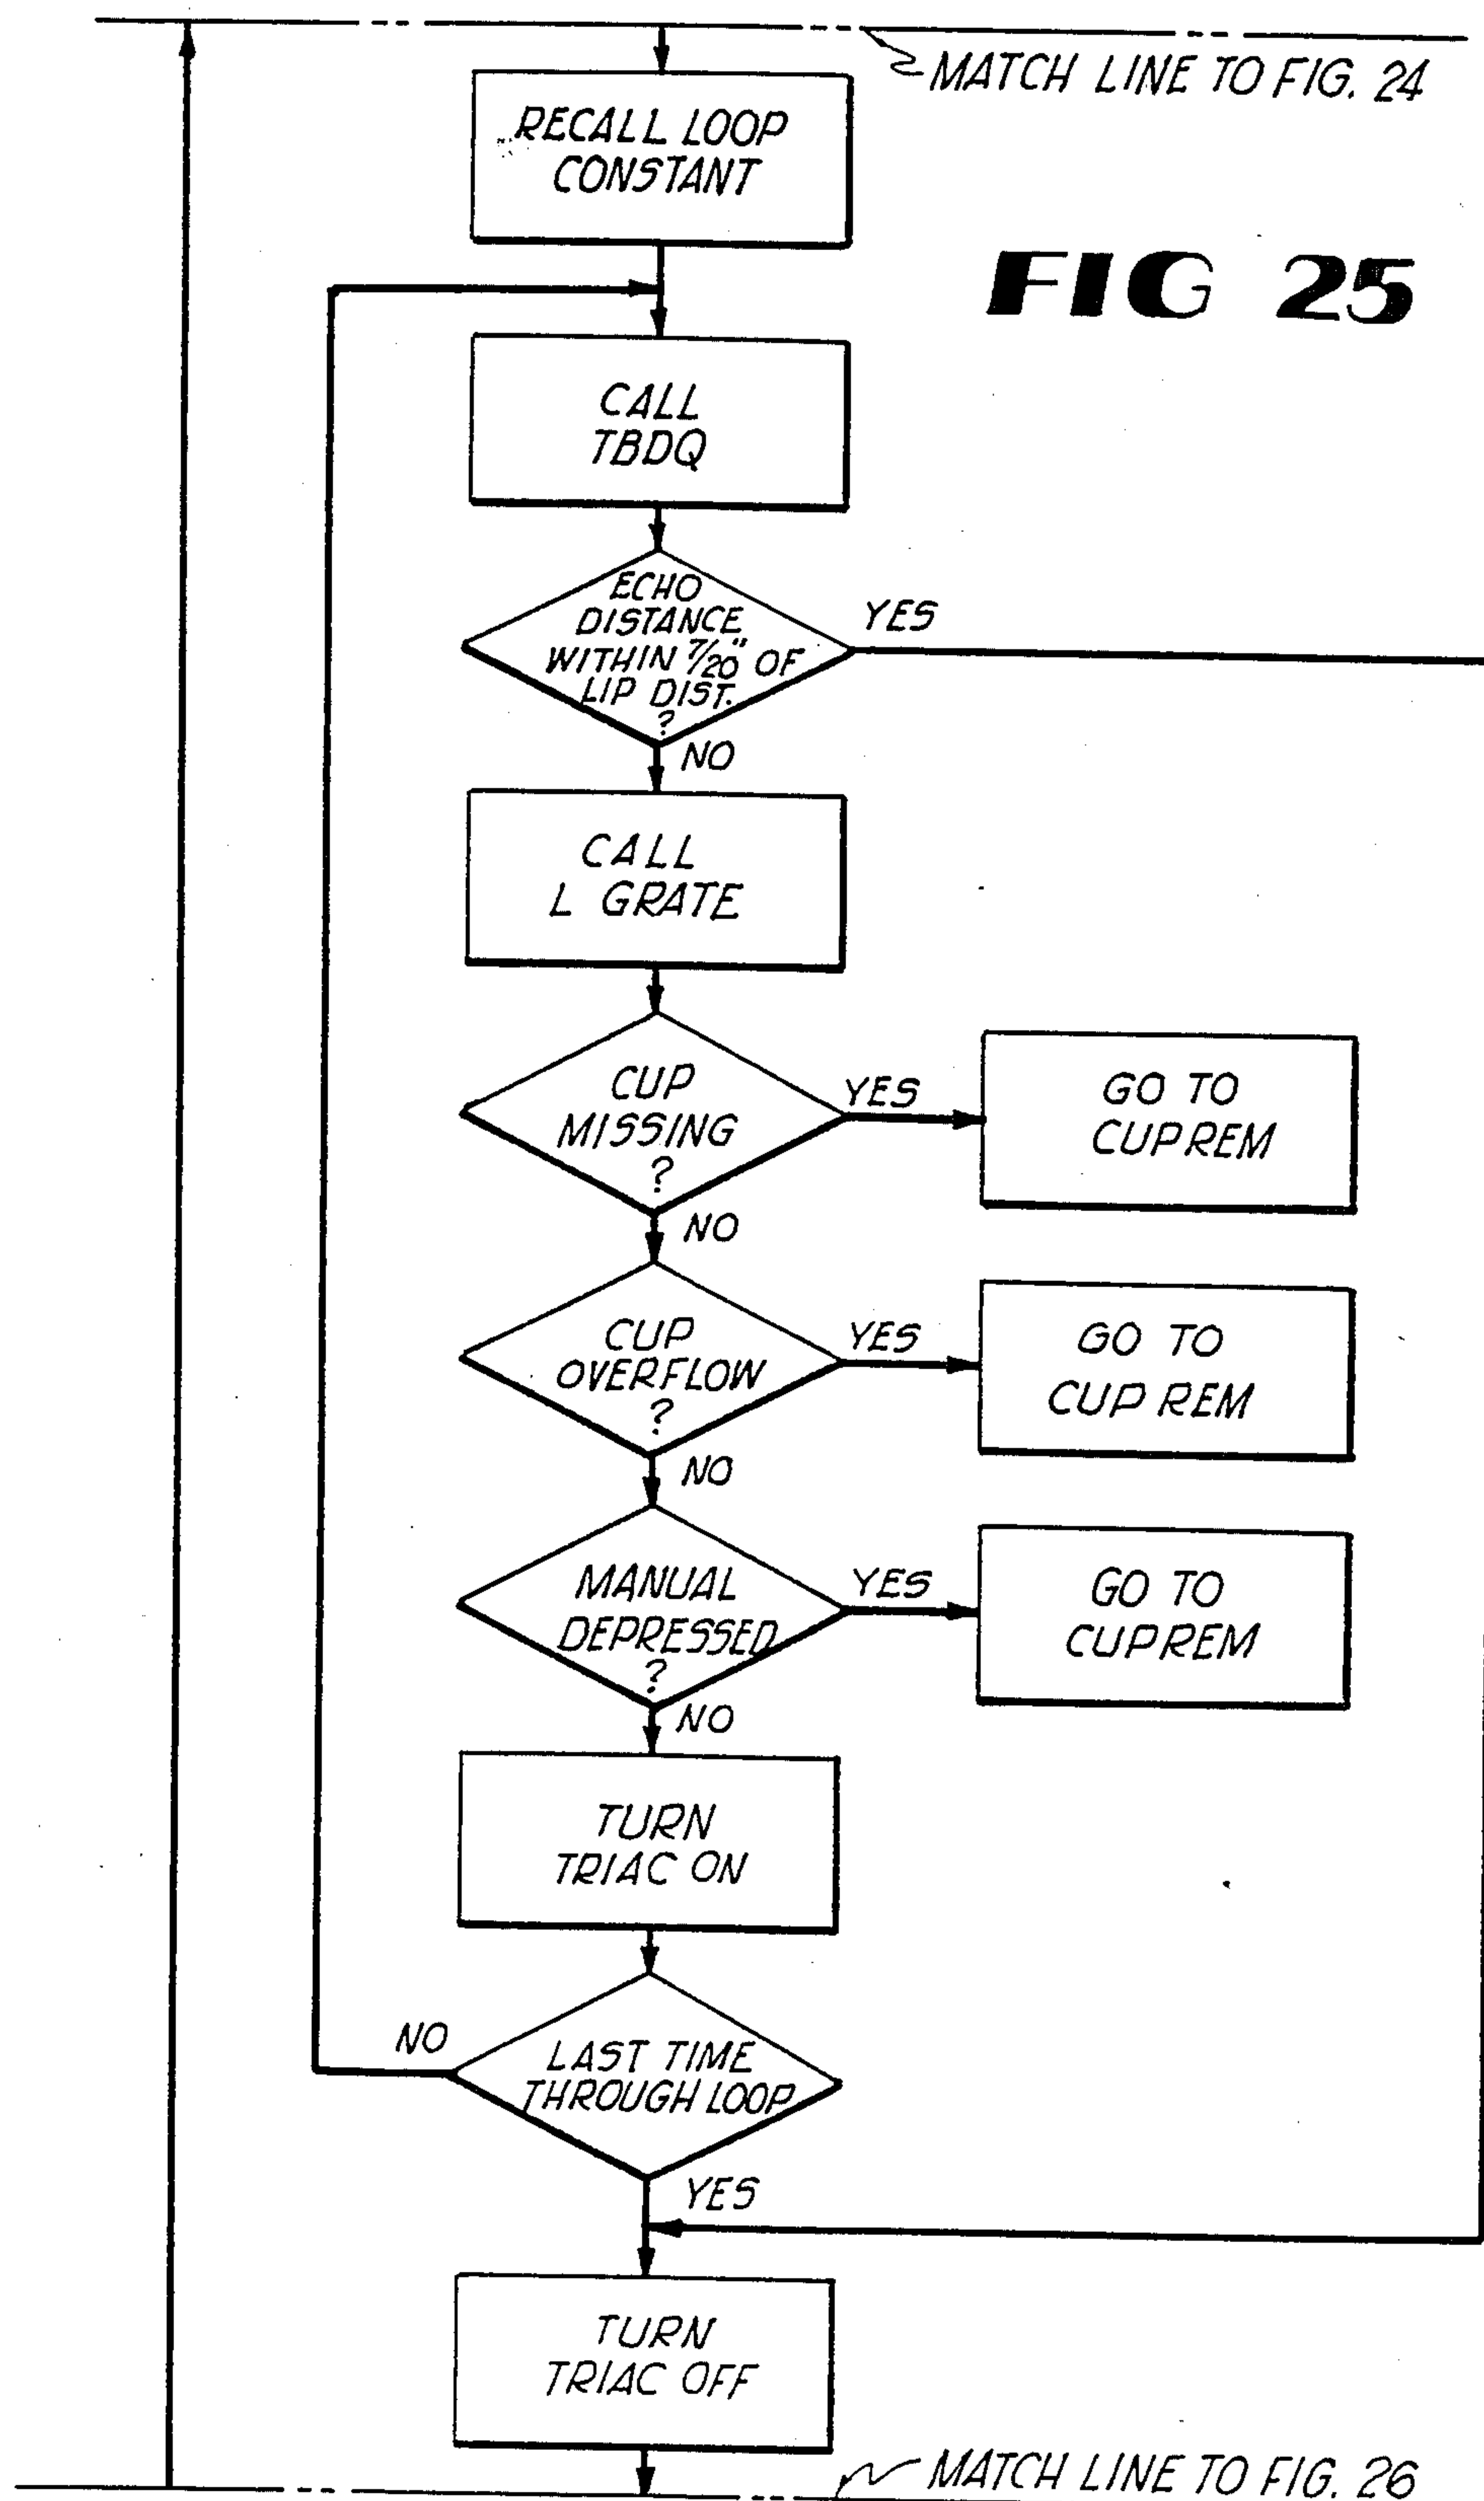 MATCH LINE TO FIG. 24
RECALL LOOP
CONSTANT
FIG 25
CALL
TBDQ
ECHO
DISTANCE
WITHIN 7/20" OF
LIP DIST.
?
YES
NO
CALL
L GRATE
CUP
MISSING
?
YES
GO TO
CUPREM
NO
CUP
OVERFLOW
?
YES
GO TO
CUP REM
NO
MANUAL
DEPRESSED
?
YES
GO TO
CUPREM
NO
TURN
TRIAC ON
NO
LAST TIME
THROUGH LOOP
YES
TURN
TRIAC OFF
MATCH LINE TO FIG. 26